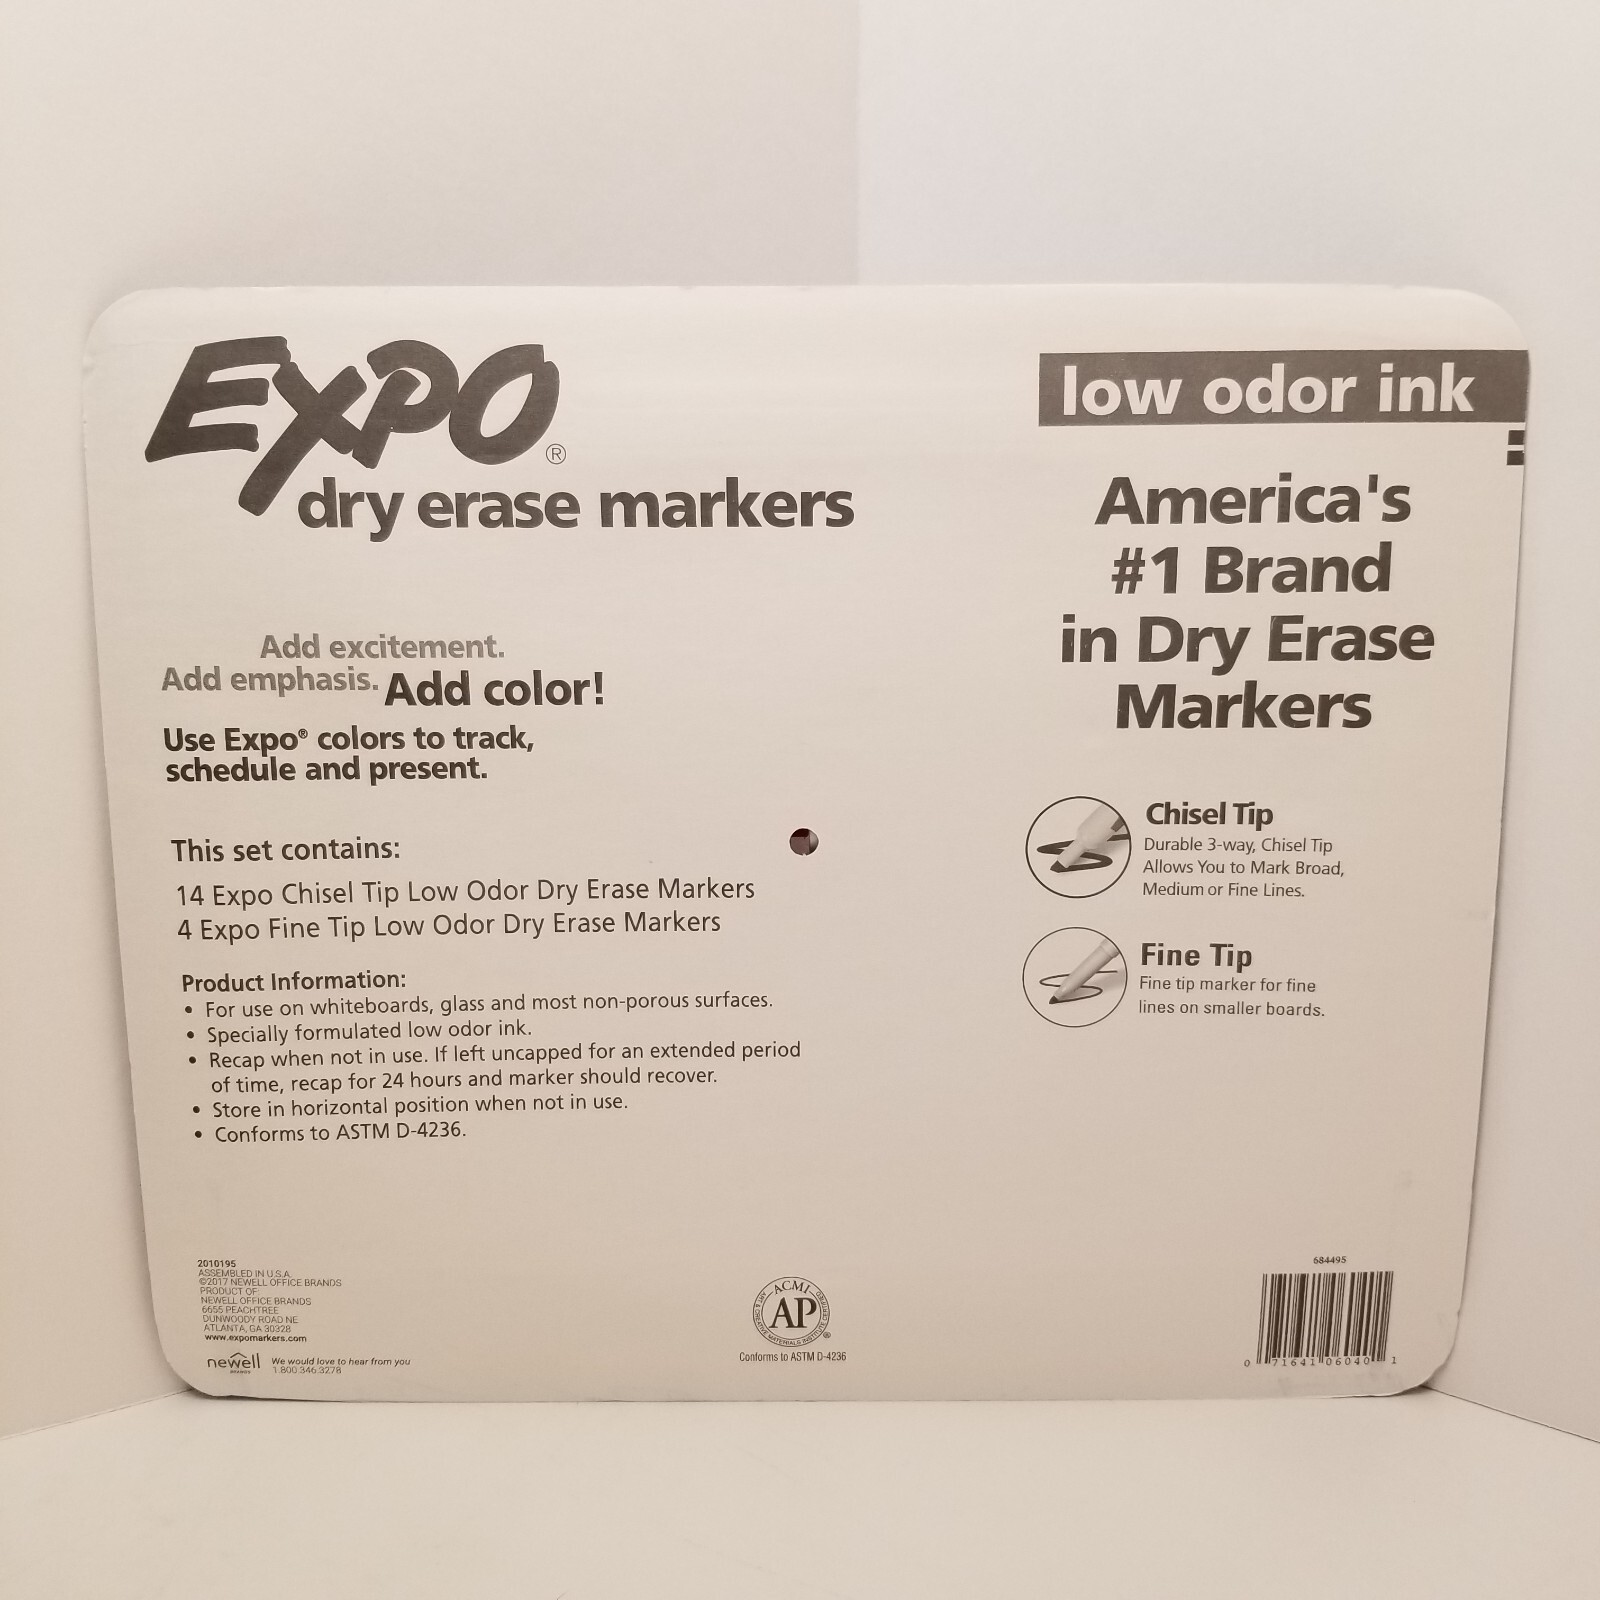 EXPO®
dry erase markers
low odor ink
America's
#1 Brand
in Dry Erase
Markers
Add excitement.
Add emphasis. Add color!
Use Expo® colors to track,
schedule and present.
This set contains:
14 Expo Chisel Tip Low Odor Dry Erase Markers
4 Expo Fine Tip Low Odor Dry Erase Markers
Product Information:
• For use on whiteboards, glass and most non-porous surfaces.
• Specially formulated low odor ink.
• Recap when not in use. If left uncapped for an extended period
of time, recap for 24 hours and marker should recover.
• Store in horizontal position when not in use.
• Conforms to ASTM D-4236.
Chisel Tip
Durable 3-way, Chisel Tip
Allows You to Mark Broad,
Medium or Fine Lines.
Fine Tip
Fine tip marker for fine
lines on smaller boards.
2010195
ASSEMBLED IN U.S.A.
©2017 NEWELL OFFICE BRANDS
PRODUCT OF:
NEWELL OFFICE BRANDS
6655 PEACHTREE
DUNWOODY ROAD NE
ATLANTA, GA 30328
www.expomarkers.com
newell
BRANDS
We would love to hear from you
1.800.346.3278
ACMI
AP
ART & CREATIVE MATERIALS INSTITUTE CERTIFIED
®
Conforms to ASTM D-4236
684495
0 71641 06040 1